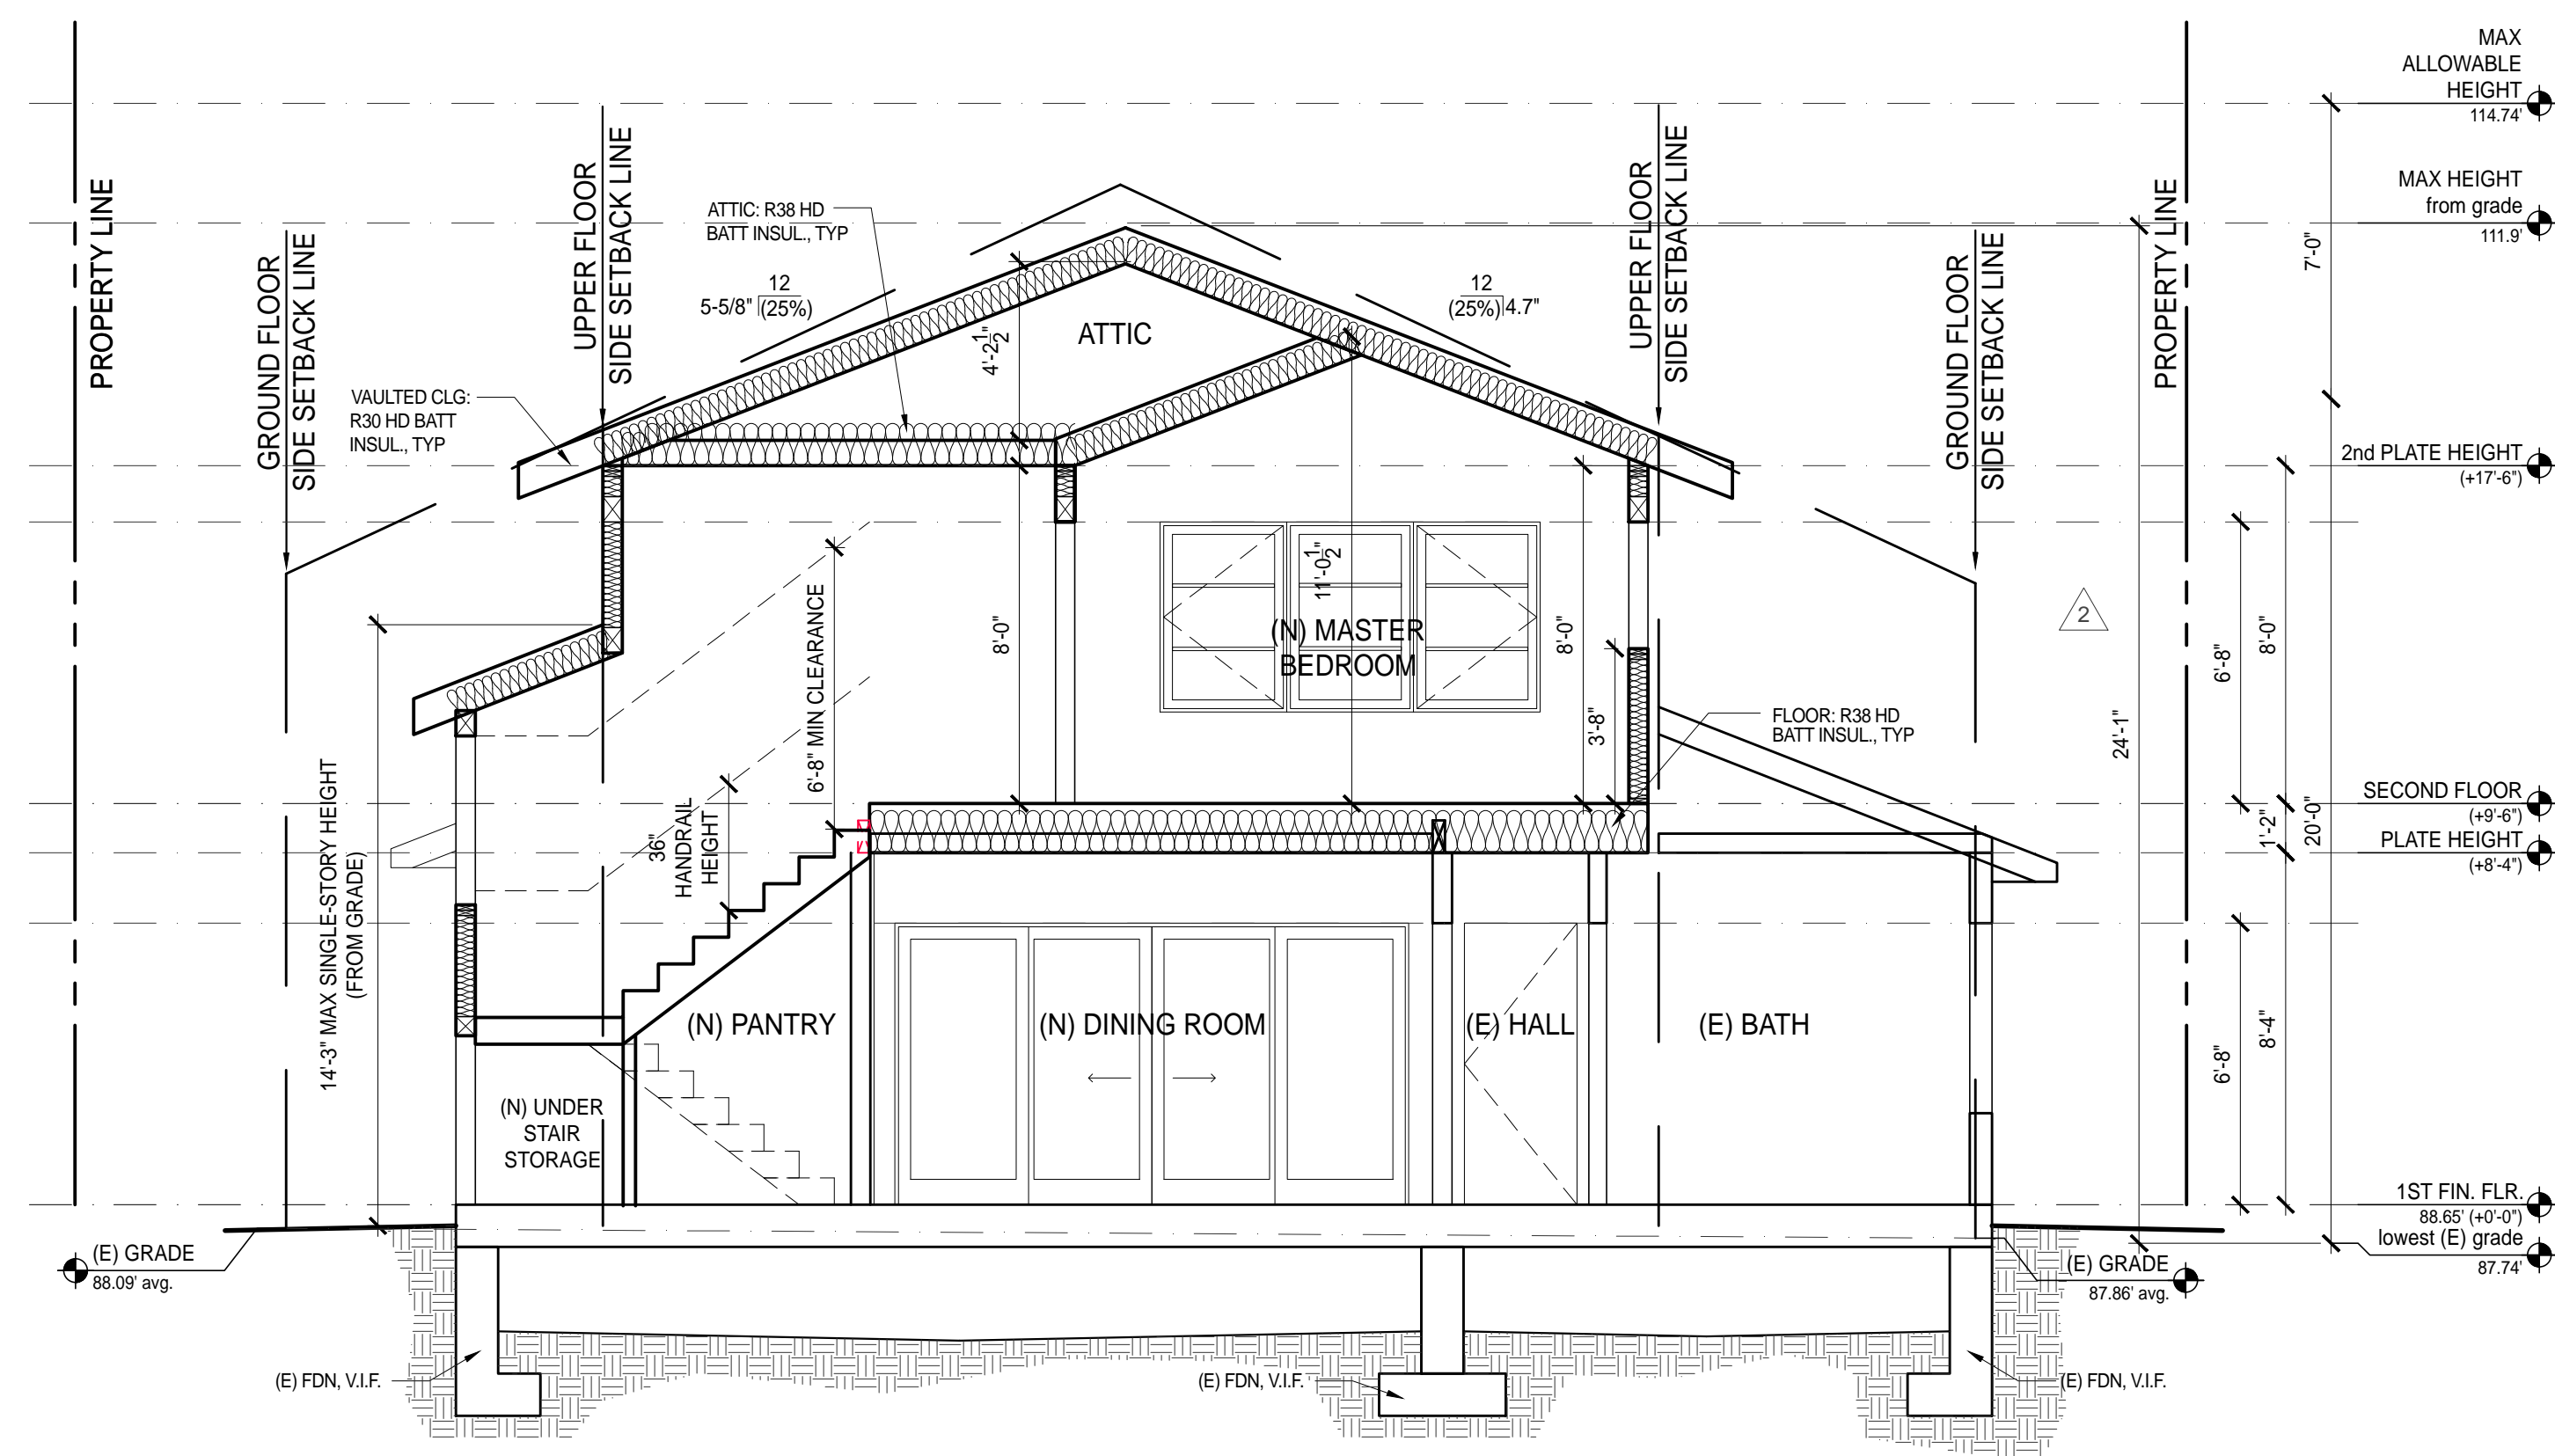 MAX
ALLOWABLE
HEIGHT
114.74'
MAX HEIGHT
from grade
111.9'
PROPERTY LINE
GROUND FLOOR
SIDE SETBACK LINE
UPPER FLOOR
SIDE SETBACK LINE
ATTIC: R38 HD
BATT INSUL., TYP
12
5-5/8" (25%)
VAULTED CLG:
R30 HD BATT
INSUL., TYP
4'-2 1/2"
ATTIC
12
(25%) 4.7"
UPPER FLOOR
SIDE SETBACK LINE
GROUND FLOOR
SIDE SETBACK LINE
PROPERTY LINE
7'-0"
2nd PLATE HEIGHT
(+17'-6")
6'-8" MIN CLEARANCE
8'-0"
11'-0 1/2"
(N) MASTER
BEDROOM
8'-0"
3'-8"
2
6'-8"
8'-0"
24'-1"
FLOOR: R38 HD
BATT INSUL., TYP
14'-3" MAX SINGLE-STORY HEIGHT
(FROM GRADE)
36"
HANDRAIL
HEIGHT
SECOND FLOOR
(+9'-6")
1'-2"
20'-0"
PLATE HEIGHT
(+8'-4")
(N) PANTRY
(N) DINING ROOM
(E) HALL
(E) BATH
6'-8"
8'-4"
(N) UNDER
STAIR
STORAGE
1ST FIN. FLR.
88.65' (+0'-0")
lowest (E) grade
87.74'
(E) GRADE
88.09' avg.
(E) GRADE
87.86' avg.
(E) FDN, V.I.F.
(E) FDN, V.I.F.
(E) FDN, V.I.F.